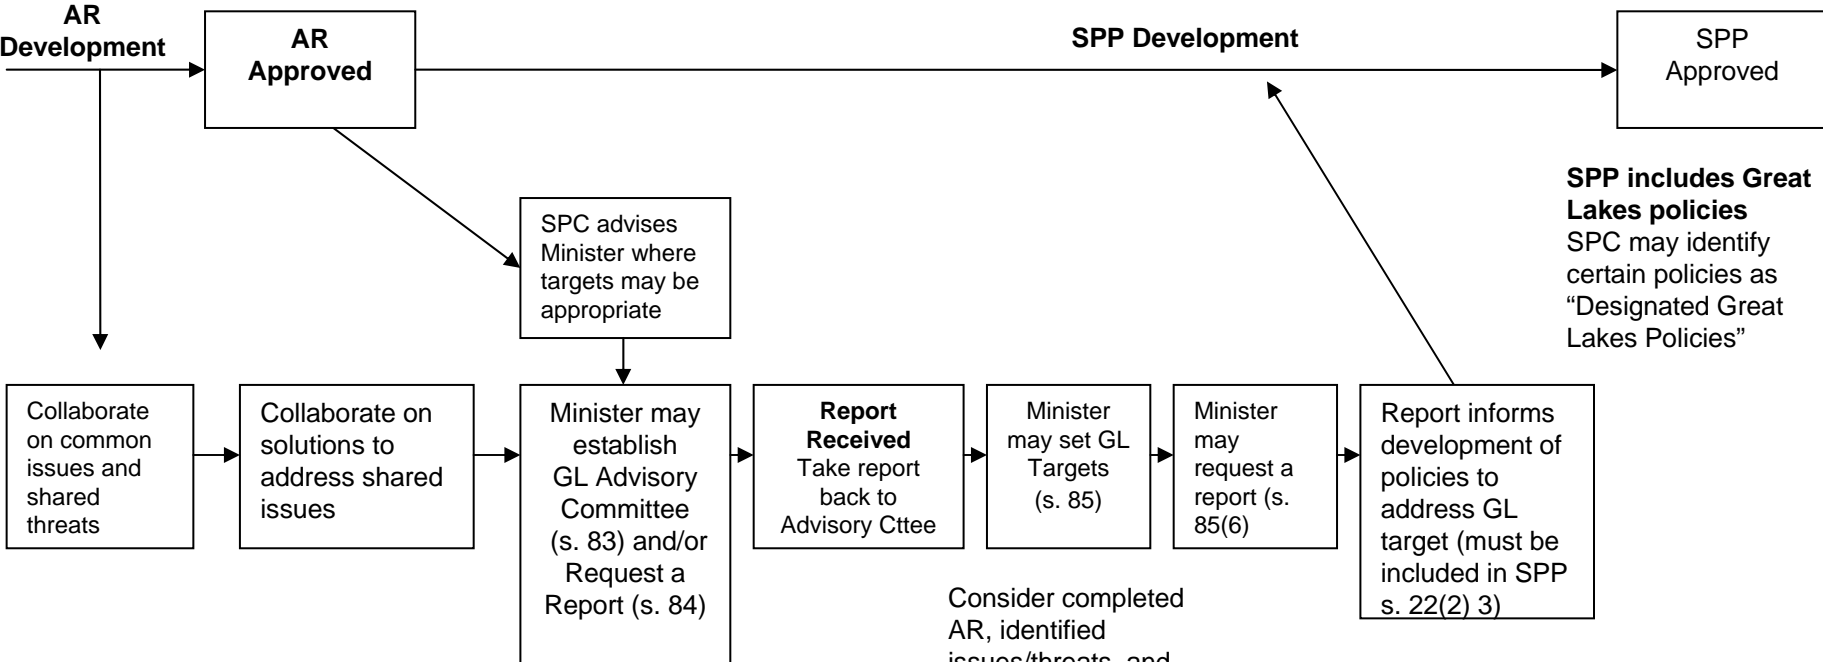 AR
Development
AR
Approved
SPP Development
SPP
Approved
SPP includes Great
Lakes policies
SPC may identify
certain policies as
“Designated Great
Lakes Policies”
SPC advises
Minister where
targets may be
appropriate
Collaborate
on common
issues and
shared
threats
Collaborate on
solutions to
address shared
issues
Minister may
establish
GL Advisory
Committee
(s. 83) and/or
Request a
Report (s. 84)
Report
Received
Take report
back to
Advisory Cttee
Minister
may set GL
Targets
(s. 85)
Minister
may
request a
report (s.
85(6)
Report informs
development of
policies to
address GL
target (must be
included in SPP
s. 22(2) 3)
Consider completed
AR, identified
issues/threats, and